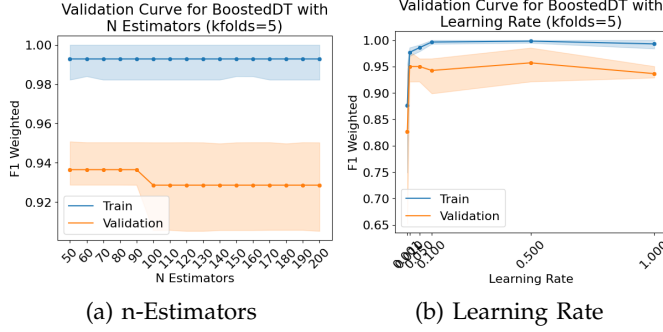 Validation Curve for BoostedDT with
N Estimators (kfolds=5)
1.00
0.98
0.96
0.94
0.92
F1 Weighted
Train
Validation
50 60 70 80 90 100 110 120 130 140 150 160 170 180 190 200
N Estimators
(a) n-Estimators
Validation Curve for BoostedDT with
Learning Rate (kfolds=5)
1.00
0.95
0.90
0.85
0.80
0.75
0.70
0.65
F1 Weighted
Train
Validation
0.050 0.100 0.500 1.000
Learning Rate
(b) Learning Rate